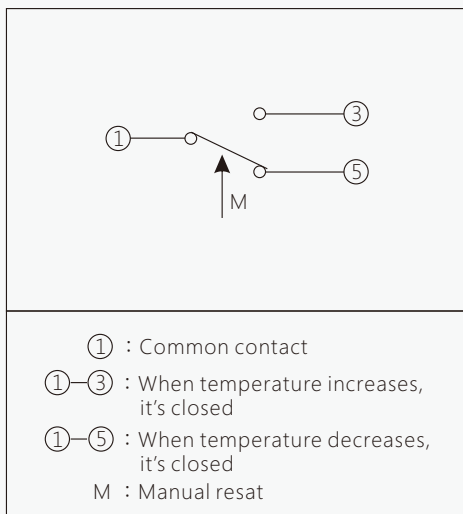 ①
③
⑤
M
① : Common contact
①—③ : When temperature increases,
it's closed
①—⑤ : When temperature decreases,
it's closed
M : Manual resat